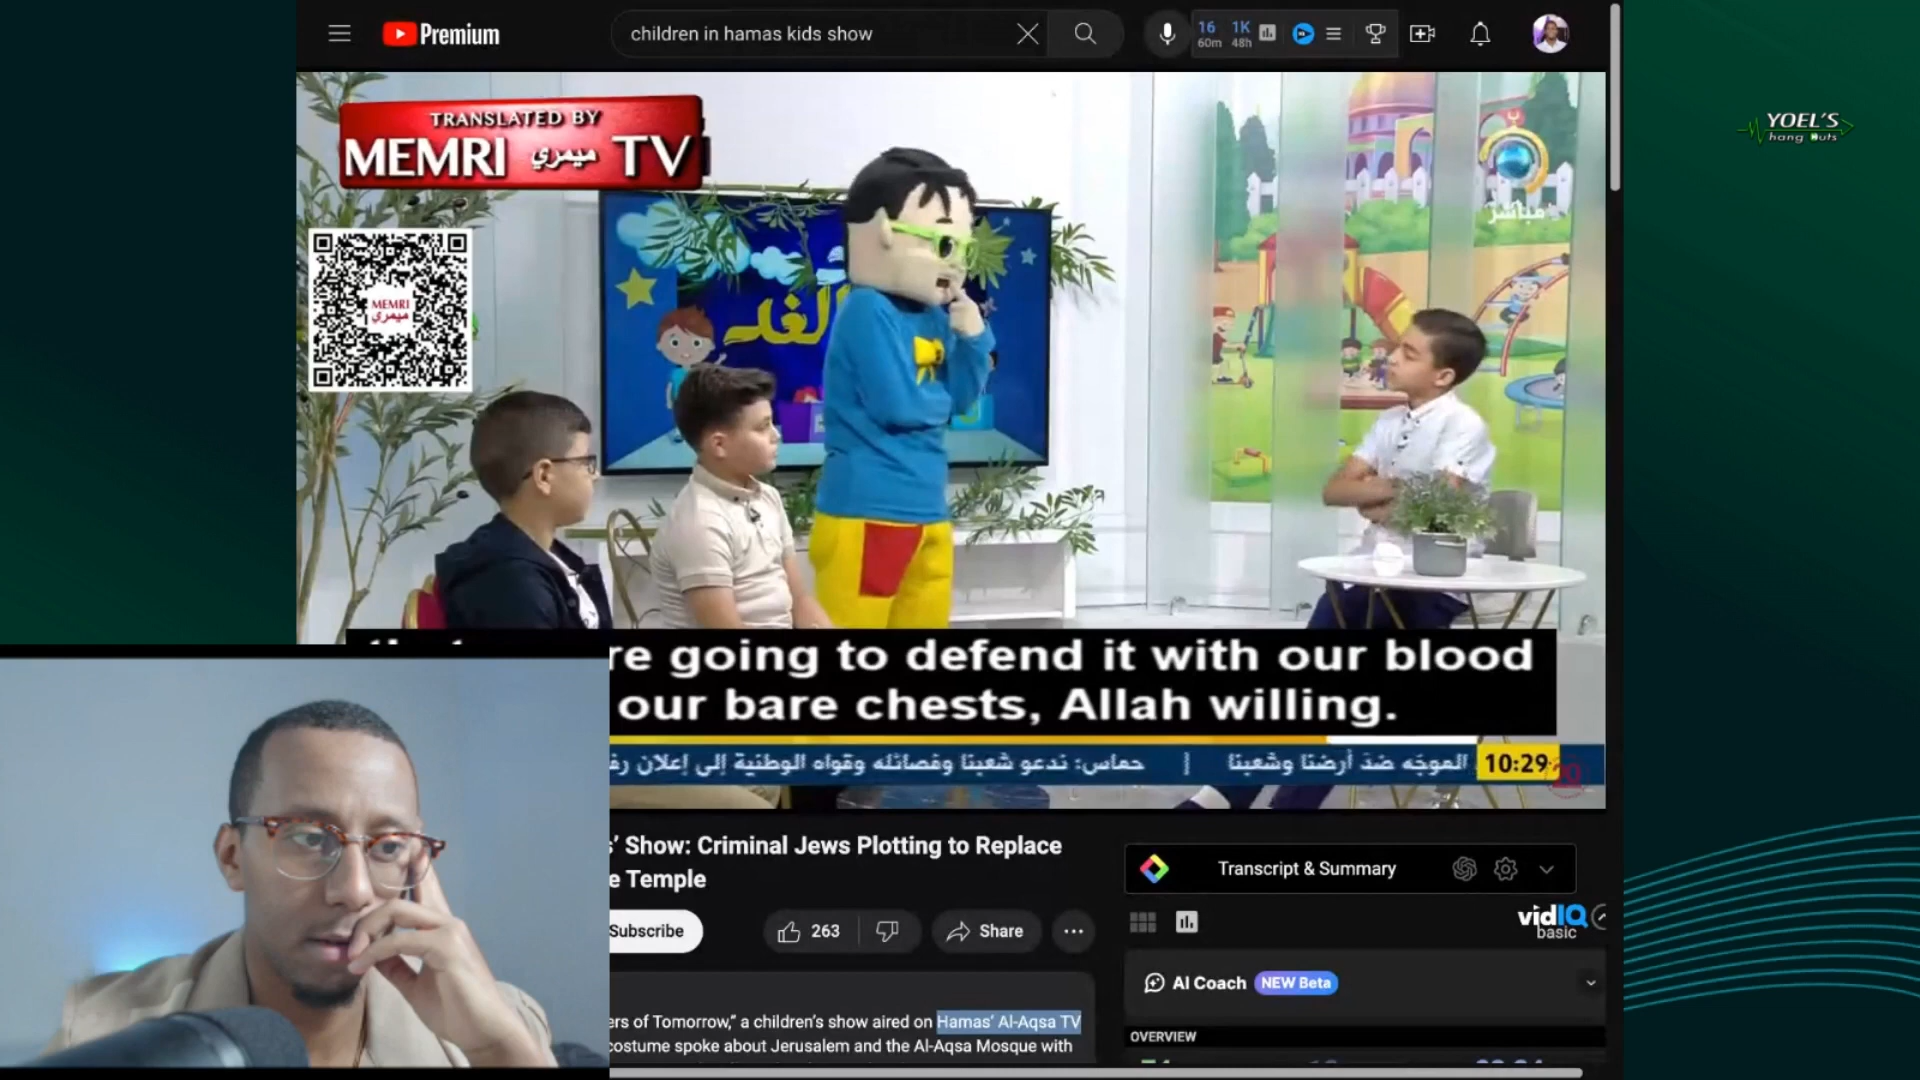 Premium
children in hamas kids show
16
60m
1K
48h
YOEL'S
hang outs
TRANSLATED BY
MEMRI ميمري TV
MEMRI
ميمري
الغد
مباشر
re going to defend it with our blood
our bare chests, Allah willing.
الموجّه ضدّ أرضنا وشعبنا
حماس: ندعو شعبنا وفصائله وقواه الوطنية إلى إعلان
10:29
20
s' Show: Criminal Jews Plotting to Replace
e Temple
Subscribe
263
Share
Transcript & Summary
vidIQ
basic
AI Coach NEW Beta
ers of Tomorrow,” a children’s show aired on Hamas’ Al-Aqsa TV
costume spoke about Jerusalem and the Al-Aqsa Mosque with
OVERVIEW